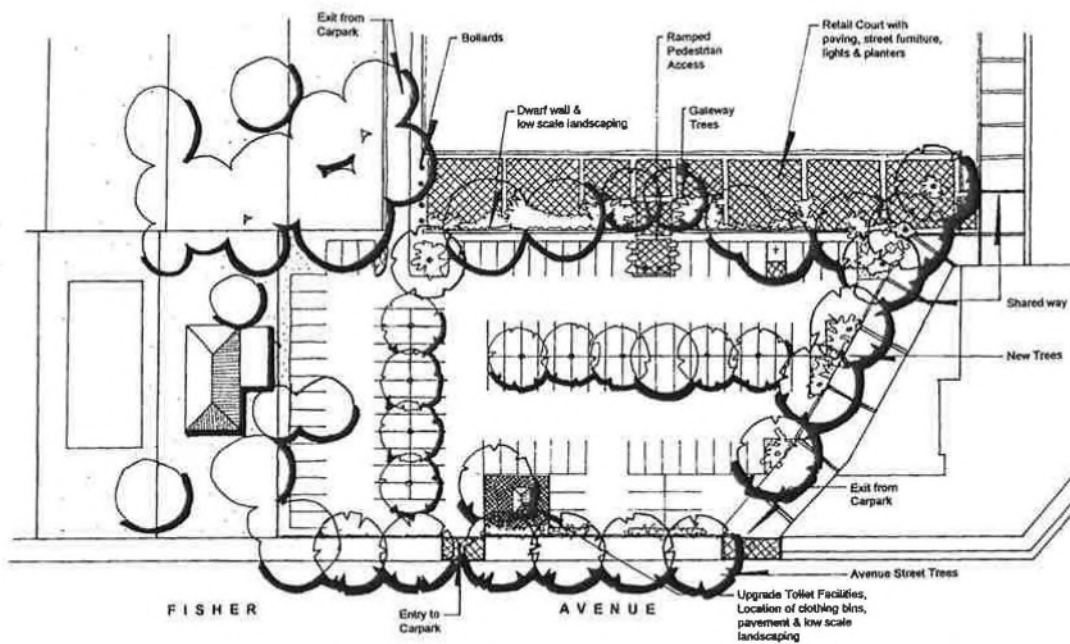 Exit from
Carpark
Bollards
Ramped
Pedestrian
Access
Retail Court with
paving, street furniture,
lights & planters
Dwarf wall &
low scale landscaping
Gateway
Trees
Shared way
New Trees
Exit from
Carpark
Avenue Street Trees
FISHER AVENUE
Entry to
Carpark
Upgrade Toilet Facilities,
Location of clothing bins,
pavement & low scale
landscaping